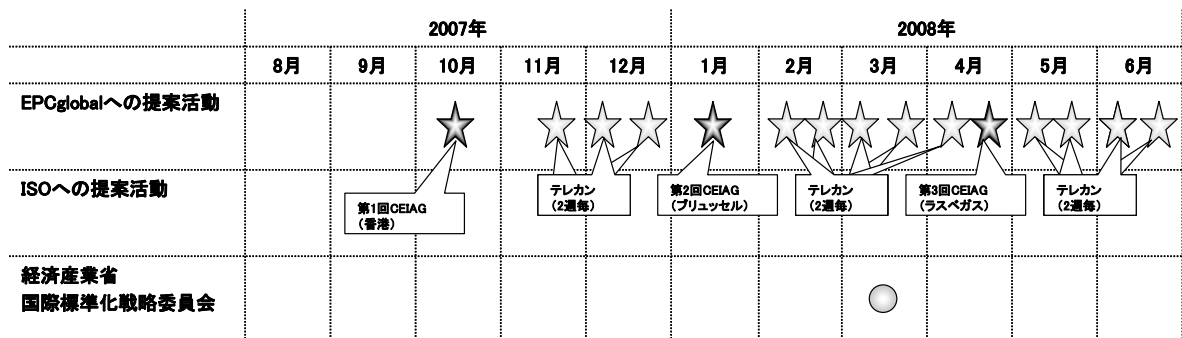 2007年
2008年
8月
9月
10月
11月
12月
1月
2月
3月
4月
5月
6月
EPCglobalへの提案活動
ISOへの提案活動
第1回CEIAG
(香港)
テレカン
(2週毎)
第2回CEIAG
(ブリュッセル)
テレカン
(2週毎)
第3回CEIAG
(ラスベガス)
テレカン
(2週毎)
経済産業省
国際標準化戦略委員会